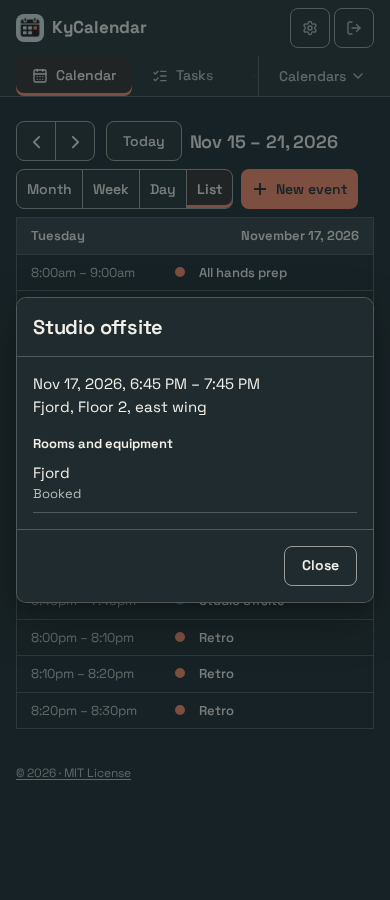 KyCalendar
Calendar
Tasks
Calendars
Today
Nov 15 – 21, 2026
Month
Week
Day
List
New event
Tuesday
November 17, 2026
8:00am – 9:00am
All hands prep
Studio offsite
Nov 17, 2026, 6:45 PM – 7:45 PM
Fjord, Floor 2, east wing
Rooms and equipment
Fjord
Booked
Close
8:00pm – 8:10pm
Retro
8:10pm – 8:20pm
Retro
8:20pm – 8:30pm
Retro
© 2026 · MIT License